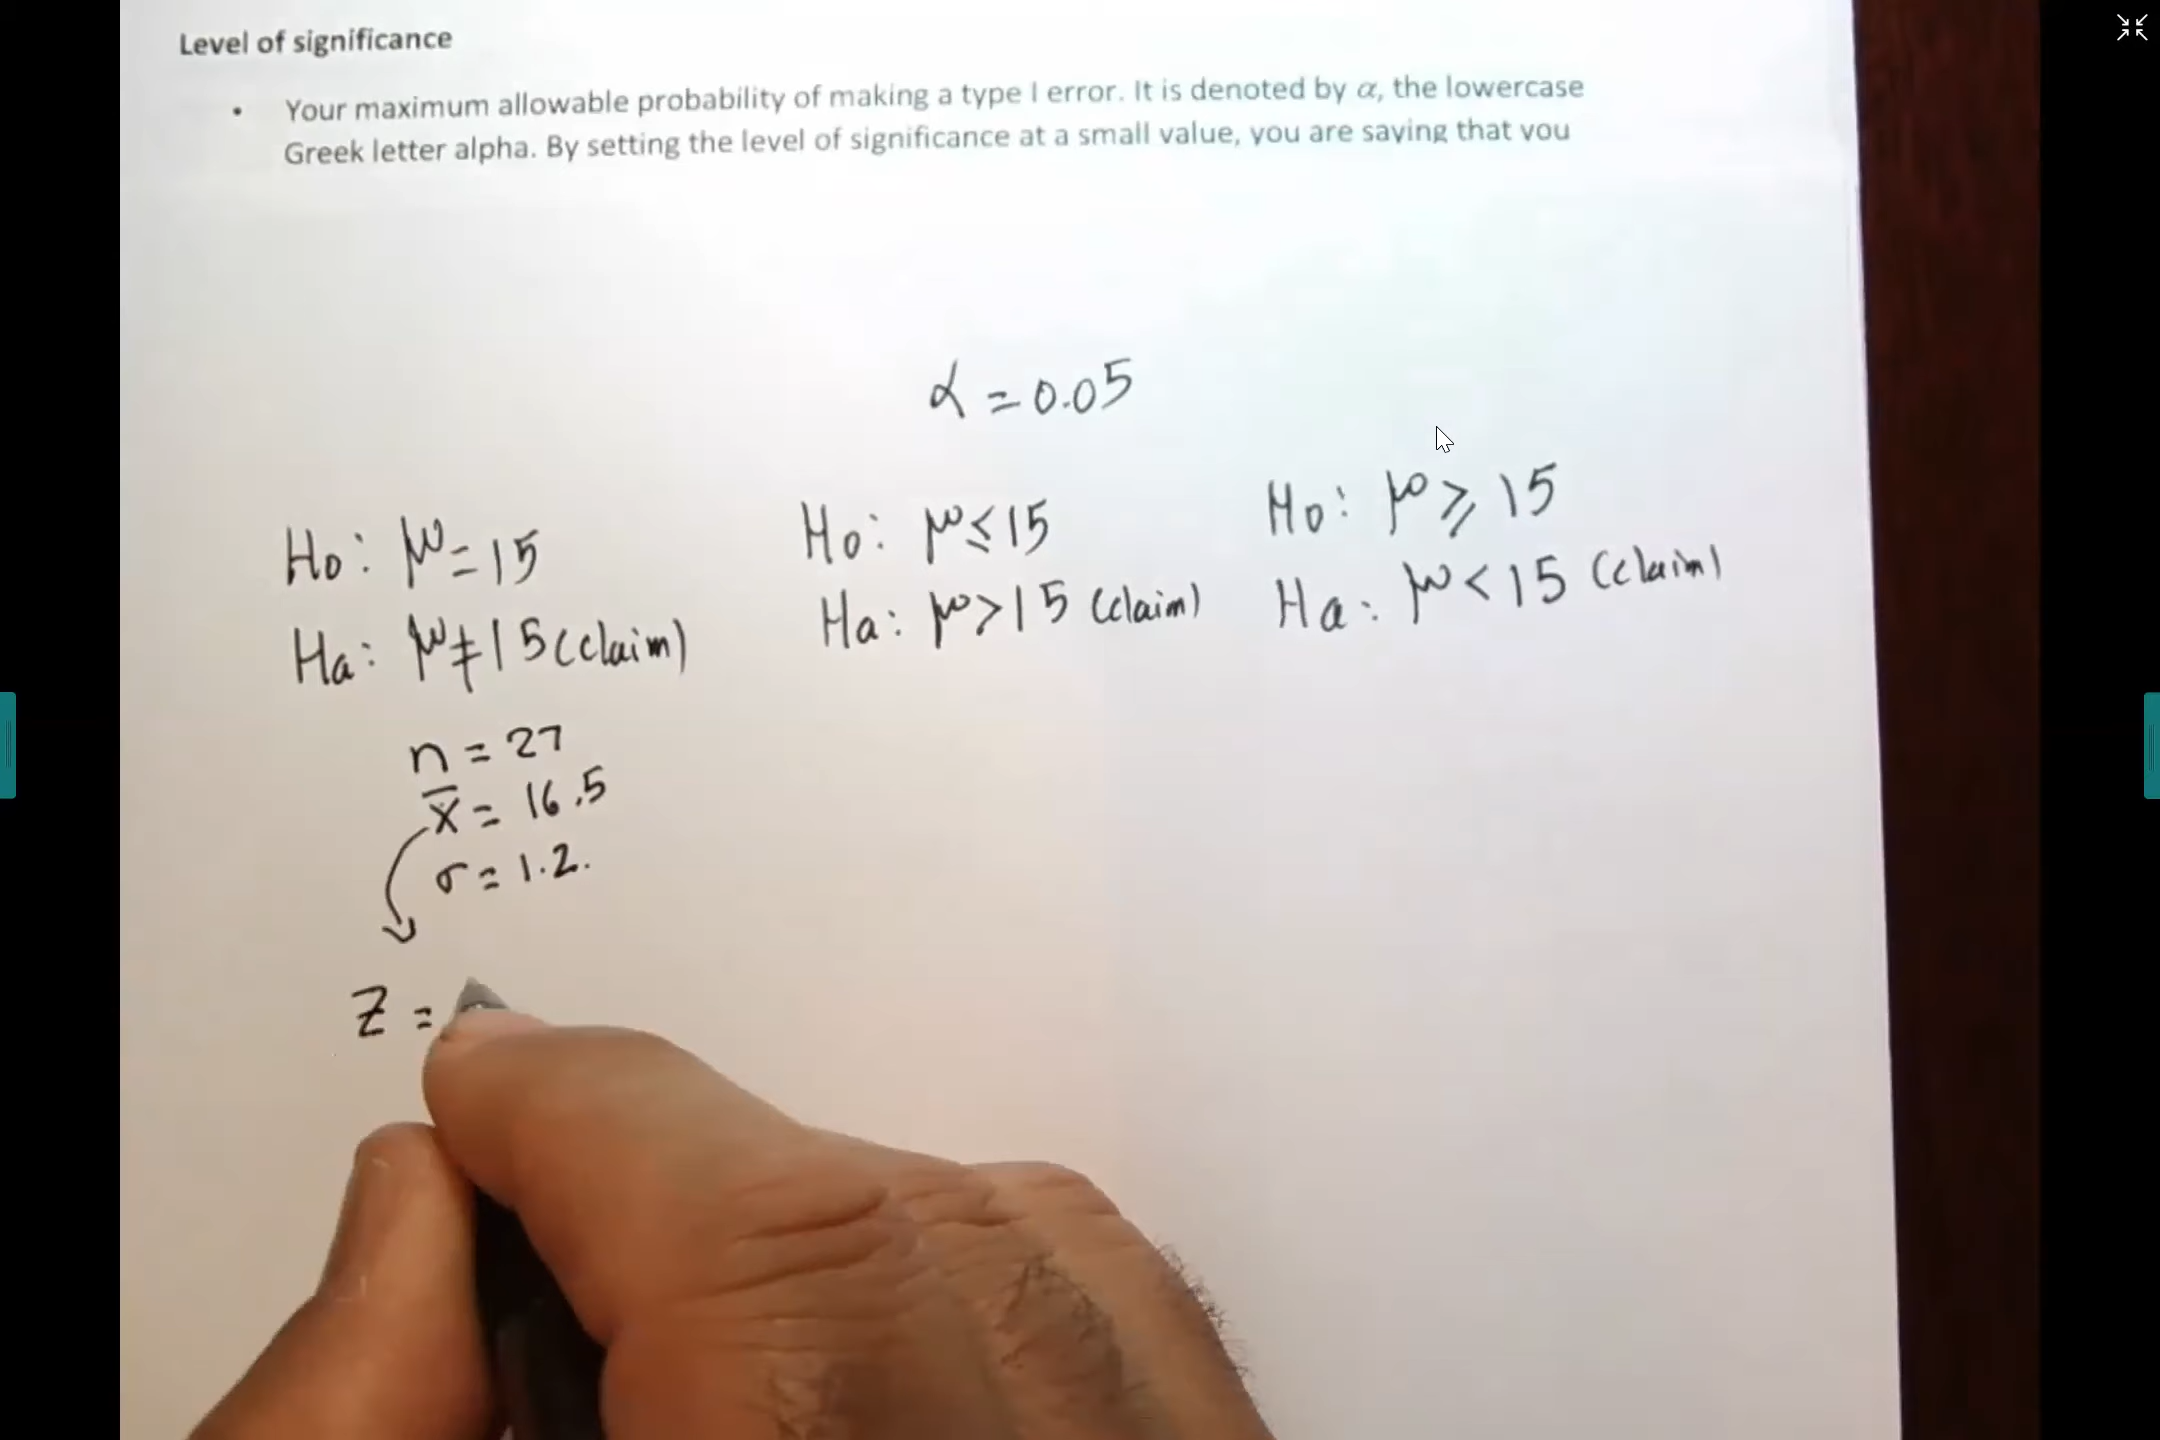 Level of significance
• Your maximum allowable probability of making a type I error. It is denoted by α, the lowercase
Greek letter alpha. By setting the level of significance at a small value, you are saying that you
α = 0.05
Ho: μ = 15
Ha: μ ≠ 15 (claim)
Ho: μ ≤ 15
Ha: μ > 15 (claim)
Ho: μ ≥ 15
Ha: μ < 15 (claim)
n = 27
x̄ = 16.5
σ = 1.2.
Z =